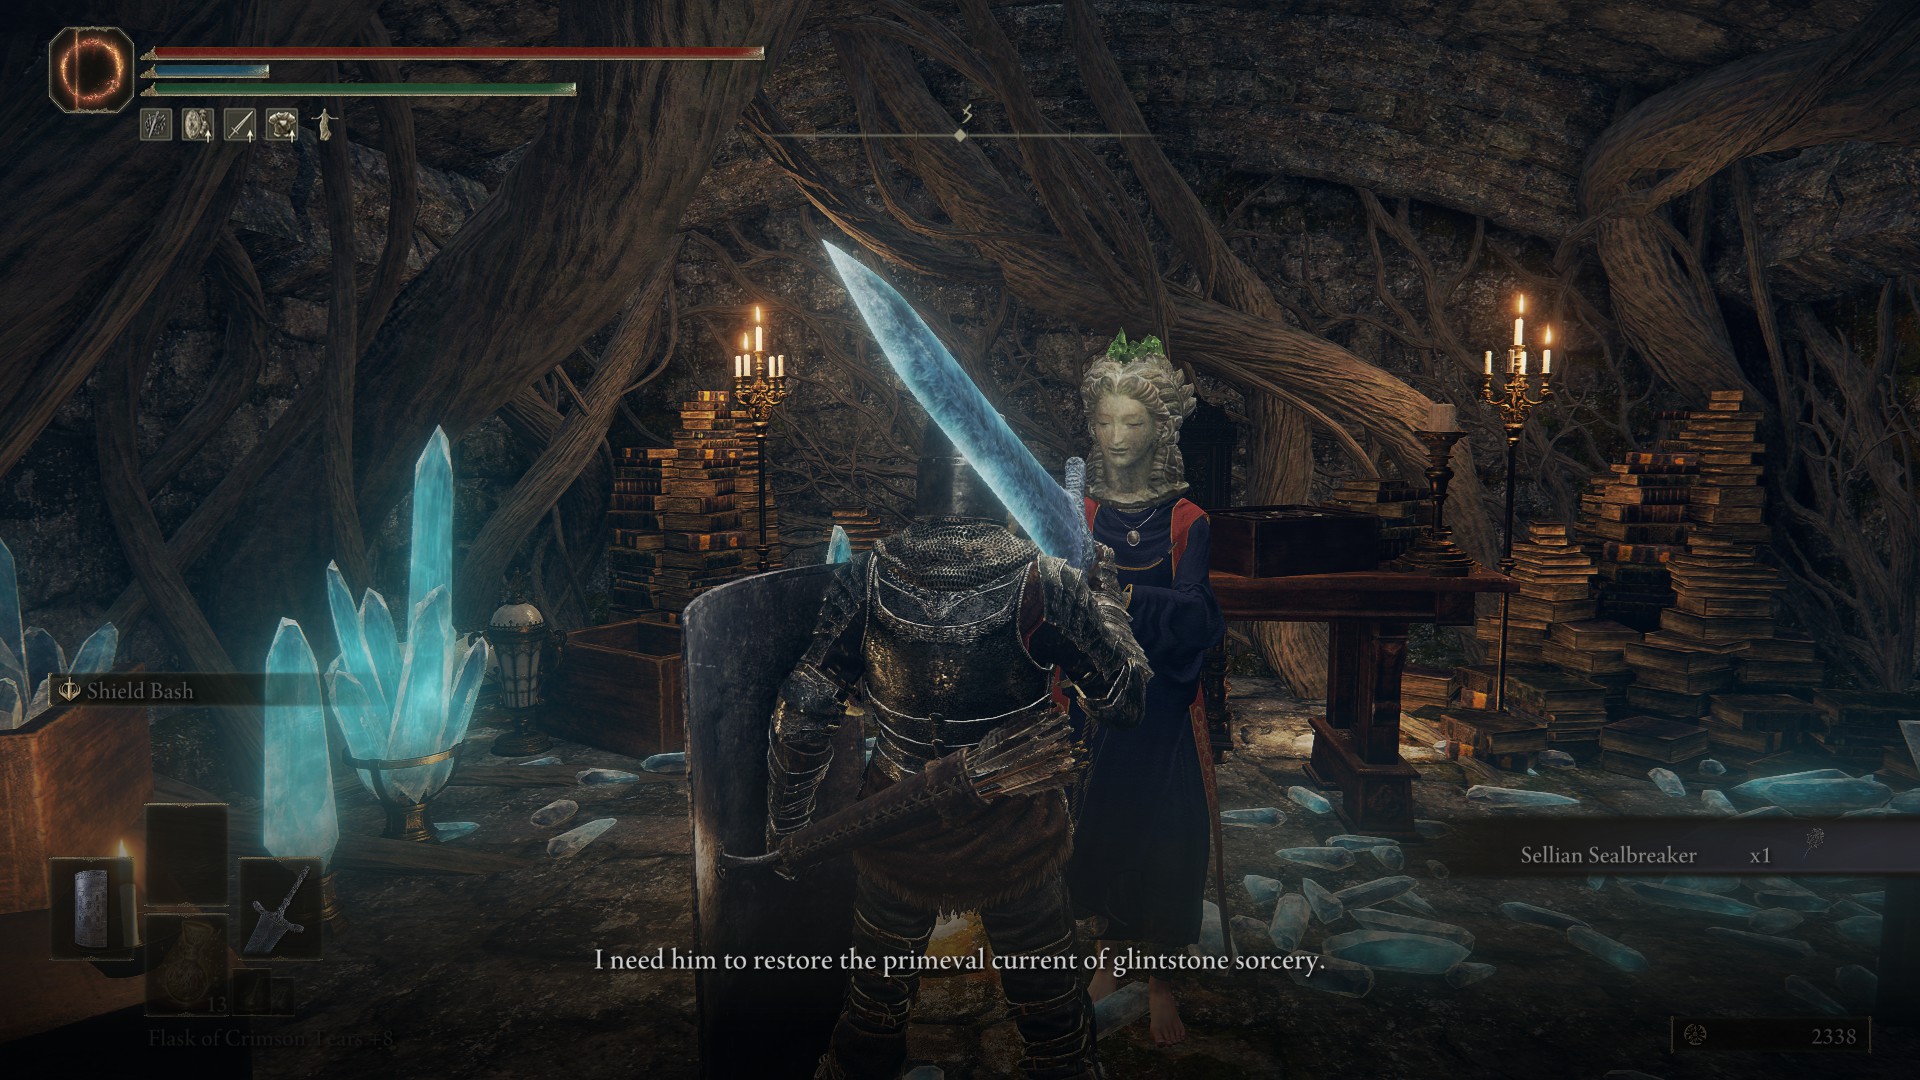 Shield Bash
Sellian Sealbreaker x1
I need him to restore the primeval current of glintstone sorcery.
13
Flask of Crimson Tears +8
2338